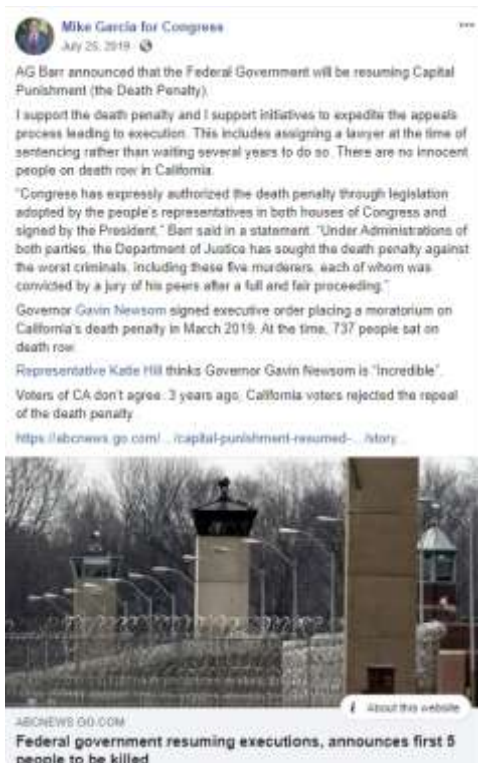 Mike Garcia for Congress
July 25, 2019
AG Barr announced that the Federal Government will be resuming Capital
Punishment (the Death Penalty).
I support the death penalty and I support initiatives to expedite the appeals
process leading to execution. This includes assigning a lawyer at the time of
sentencing rather than waiting several years to do so. There are no innocent
people on death row in California.
"Congress has expressly authorized the death penalty through legislation
adopted by the people's representatives in both houses of Congress and
signed by the President," Barr said in a statement. "Under Administrations of
both parties, the Department of Justice has sought the death penalty against
the worst criminals, including these five murderers, each of whom was
convicted by a jury of his peers after a full and fair proceeding."
Governor Gavin Newsom signed executive order placing a moratorium on
California's death penalty in March 2019. At the time, 737 people sat on
death row.
Representative Katie Hill thinks Governor Gavin Newsom is "Incredible".
Voters of CA don't agree. 3 years ago, California voters rejected the repeal
of the death penalty
https://abcnews.go.com/.../capital-punishment-resumed-.../story...
About this website
ABCNEWS.GO.COM
Federal government resuming executions, announces first 5
people to be killed